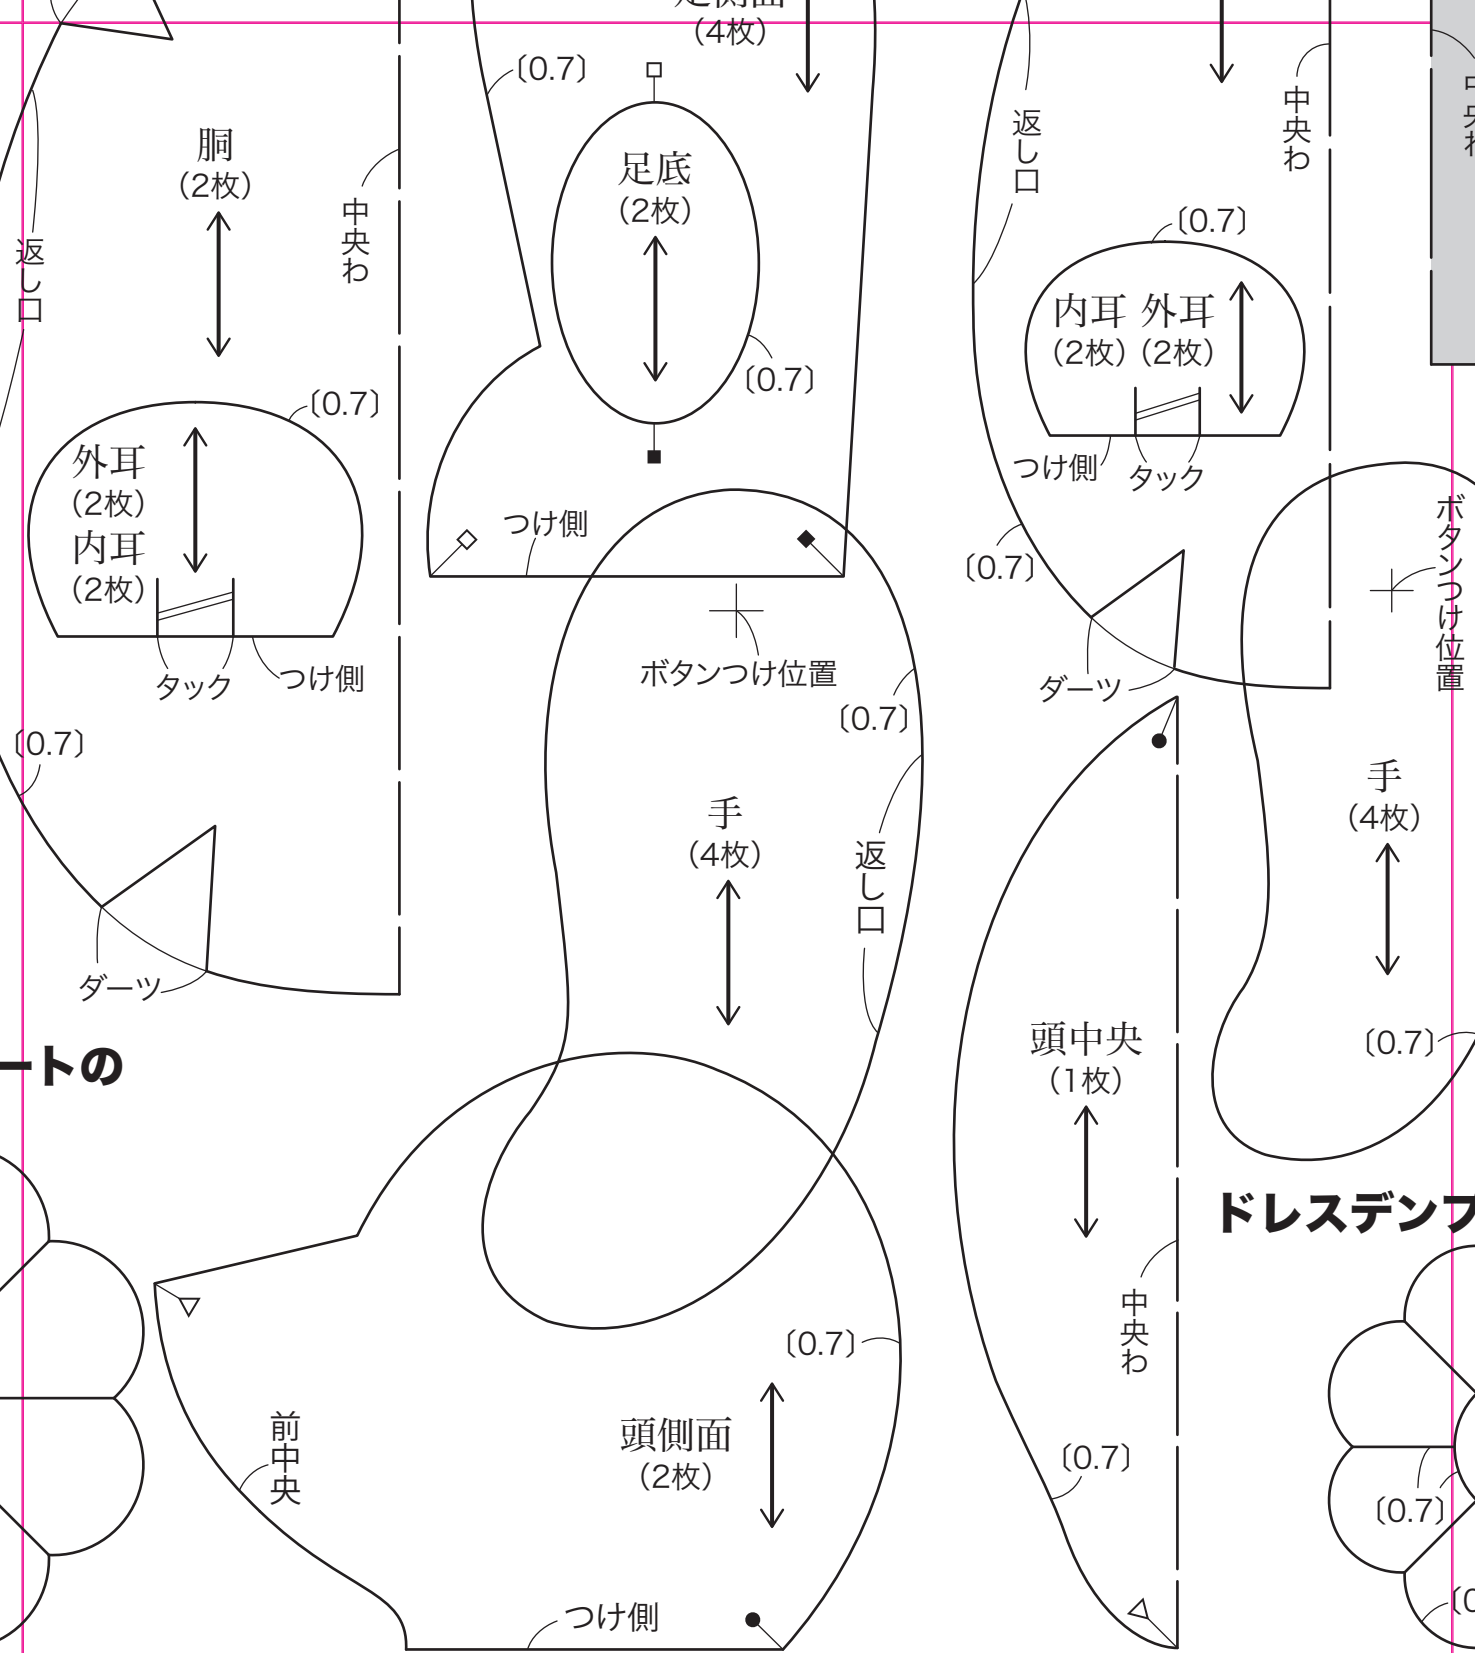 (4枚)
〔0.7〕
胴
(2枚)
返し口
中央わ
足底
(2枚)
〔0.7〕
返し口
中央わ
〔0.7〕
内耳 外耳
(2枚) (2枚)
つけ側
タック
〔0.7〕
外耳
(2枚)
内耳
(2枚)
タック
つけ側
つけ側
ボタンつけ位置
〔0.7〕
〔0.7〕
ダーツ
ボタンつけ位置
〔0.7〕
手
(4枚)
返し口
手
(4枚)
ダーツ
ートの
頭中央
(1枚)
〔0.7〕
ドレスデンプ
中央わ
〔0.7〕
前中央
頭側面
(2枚)
〔0.7〕
〔0.7〕
つけ側